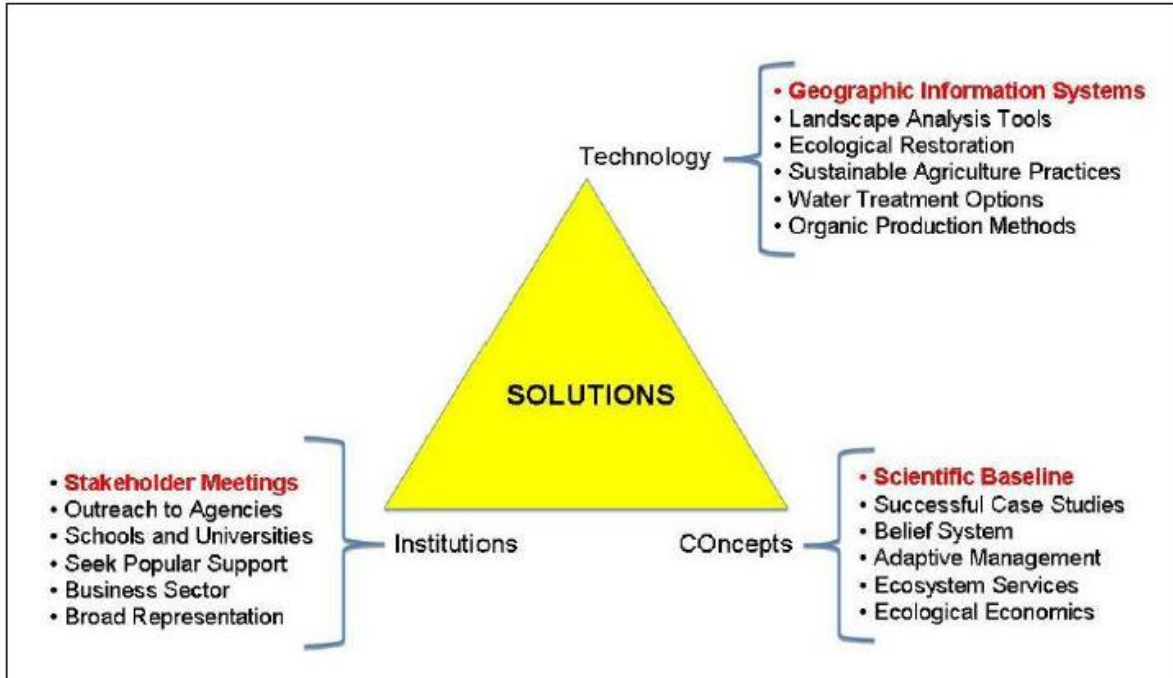 • Geographic Information Systems
• Landscape Analysis Tools
• Ecological Restoration
• Sustainable Agriculture Practices
• Water Treatment Options
• Organic Production Methods
Technology
SOLUTIONS
• Stakeholder Meetings
• Outreach to Agencies
• Schools and Universities
• Seek Popular Support
• Business Sector
• Broad Representation
Institutions
COncepts
• Scientific Baseline
• Successful Case Studies
• Belief System
• Adaptive Management
• Ecosystem Services
• Ecological Economics